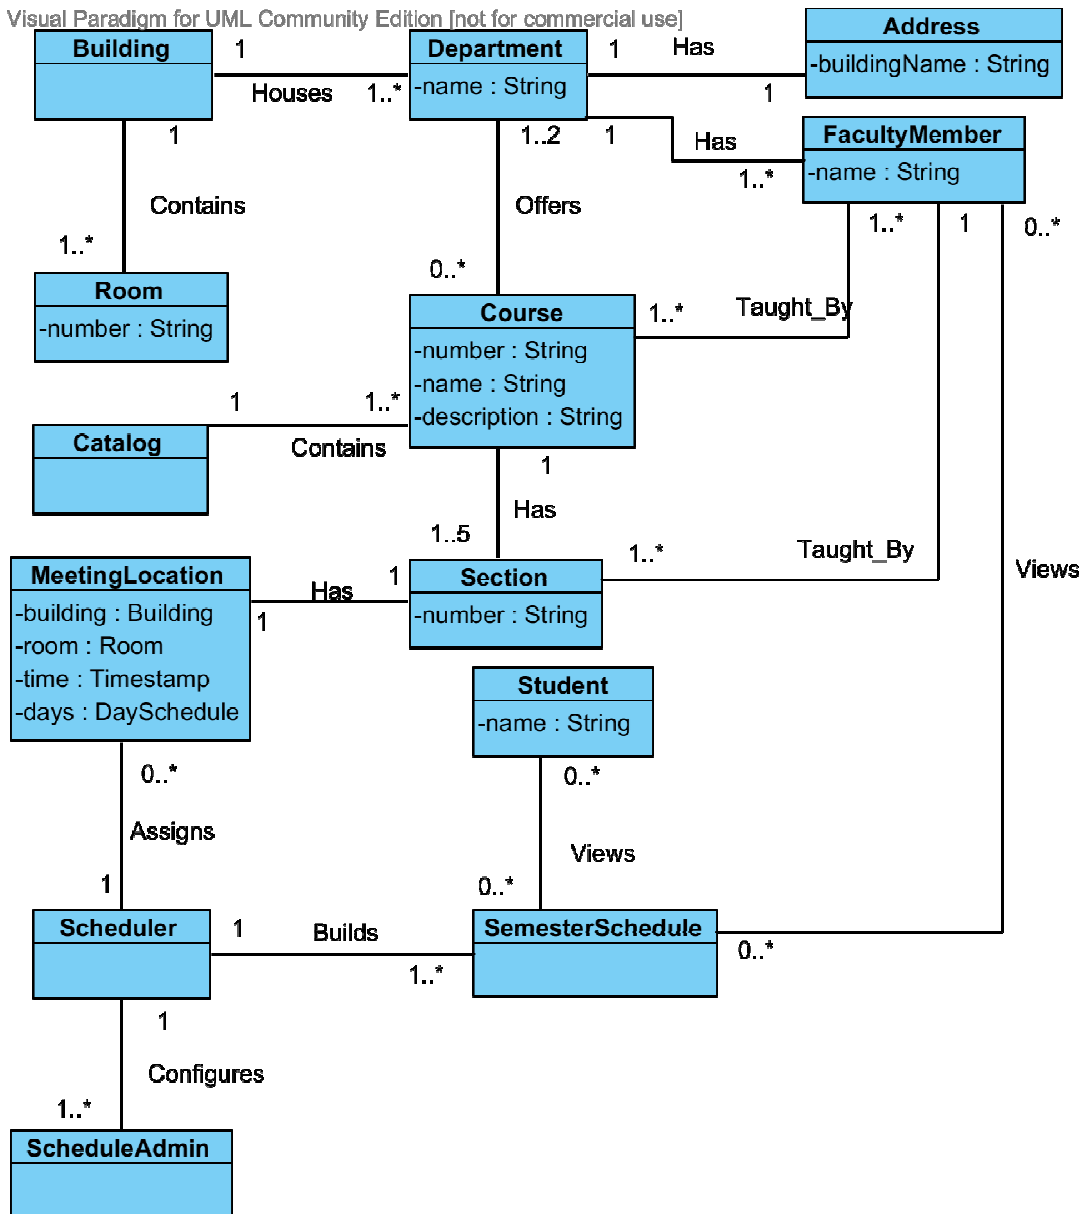 Visual Paradigm for UML Community Edition [not for commercial use]
Building
1
Houses
1..*
Department
-name : String
1
Has
1
Address
-buildingName : String
1
Contains
1..*
1..2
Offers
0..*
1
Has
1..*
FacultyMember
-name : String
1..*
1
0..*
Room
-number : String
Course
-number : String
-name : String
-description : String
1..*
Taught_By
1
1..*
Contains
Catalog
1
Has
1..5
1..*
Taught_By
Views
MeetingLocation
-building : Building
-room : Room
-time : Timestamp
-days : DaySchedule
1
Has
1
Section
-number : String
Student
-name : String
0..*
Assigns
1
0..*
Views
0..*
Scheduler
1
Builds
1..*
SemesterSchedule
0..*
1
Configures
1..*
ScheduleAdmin